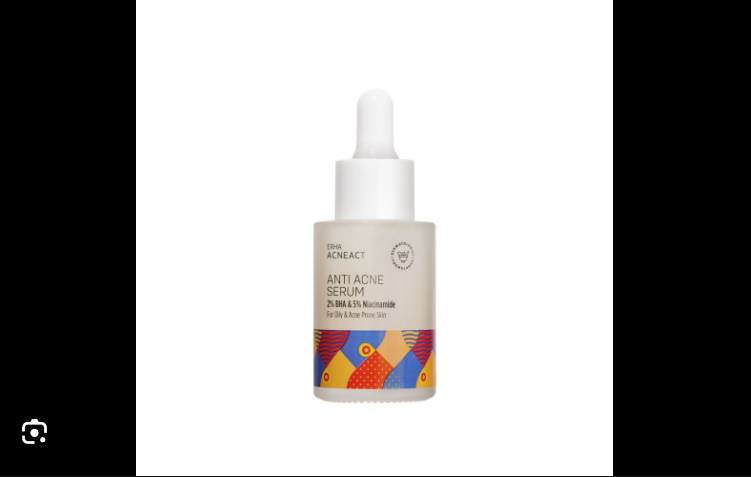 ERHA
ACNEACT
ANTI ACNE
SERUM
2% BHA & 5% Niacinamide
For Oily & Acne Prone Skin